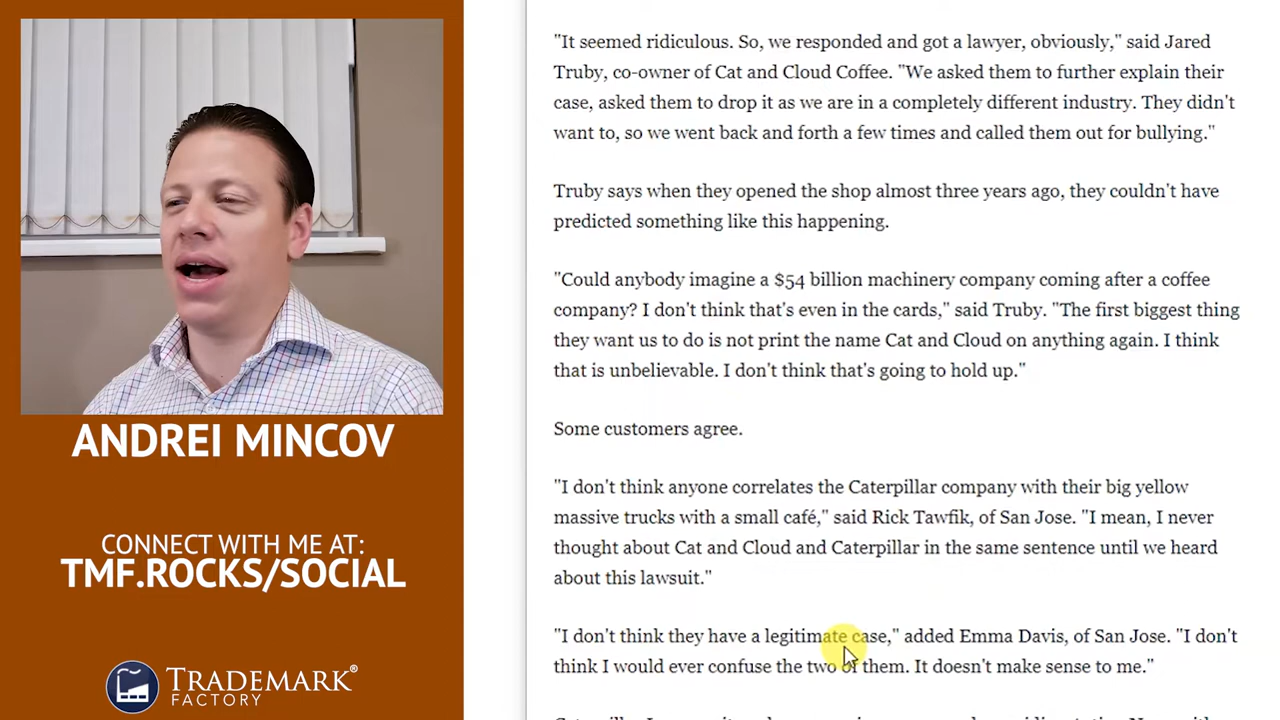 "It seemed ridiculous. So, we responded and got a lawyer, obviously," said Jared
Truby, co-owner of Cat and Cloud Coffee. "We asked them to further explain their
case, asked them to drop it as we are in a completely different industry. They didn't
want to, so we went back and forth a few times and called them out for bullying."
Truby says when they opened the shop almost three years ago, they couldn't have
predicted something like this happening.
"Could anybody imagine a $54 billion machinery company coming after a coffee
company? I don't think that's even in the cards," said Truby. "The first biggest thing
they want us to do is not print the name Cat and Cloud on anything again. I think
that is unbelievable. I don't think that's going to hold up."
Some customers agree.
"I don't think anyone correlates the Caterpillar company with their big yellow
massive trucks with a small café," said Rick Tawfik, of San Jose. "I mean, I never
thought about Cat and Cloud and Caterpillar in the same sentence until we heard
about this lawsuit."
"I don't think they have a legitimate case," added Emma Davis, of San Jose. "I don't
think I would ever confuse the two of them. It doesn't make sense to me."
ANDREI MINCOV
CONNECT WITH ME AT:
TMF.ROCKS/SOCIAL
TRADEMARK®
FACTORY